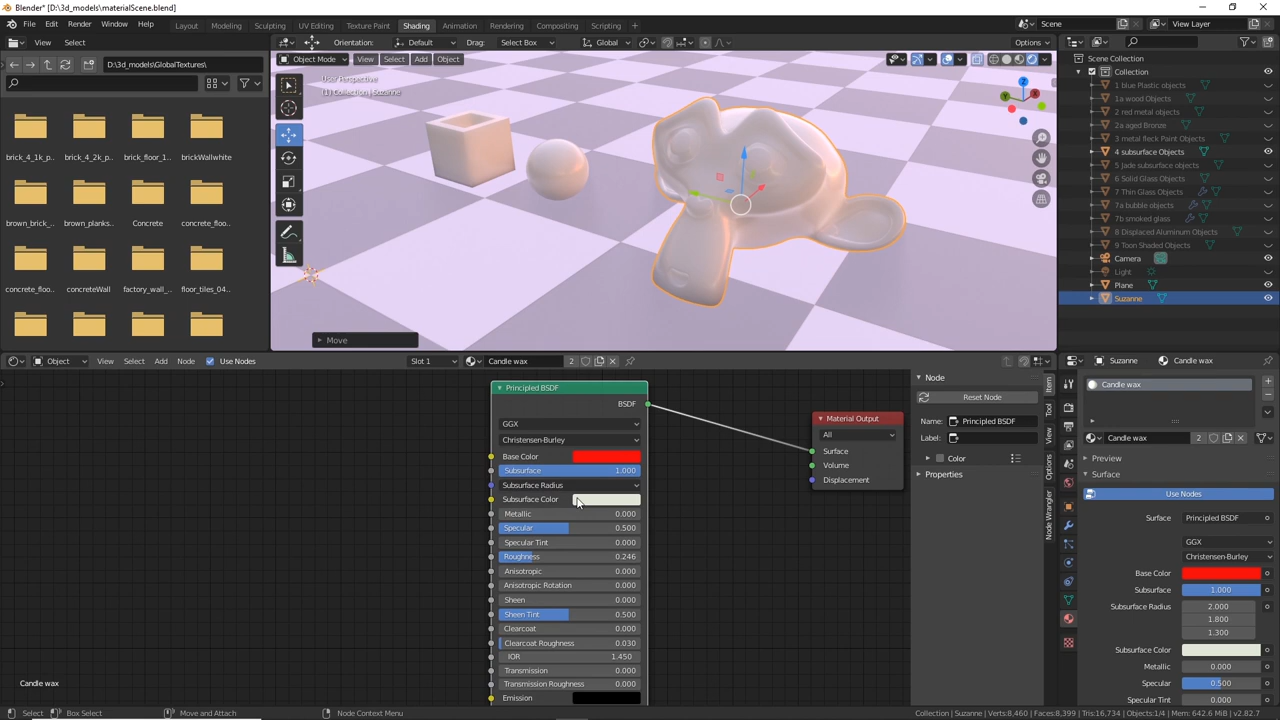 Blender* [D:\3d_models\materialScene.blend]
File Edit Render Window Help Layout Modeling Sculpting UV Editing Texture Paint Shading Animation Rendering Compositing Scripting Scene View Layer
View Select Orientation: Default Drag: Select Box Global Options
D:\3d_models\GlobalTextures\
Object Mode View Select Add Object
User Perspective
(1) Collection | Suzanne
brick_4_1k_p... brick_4_2k_p... brick_floor_1... brickWallwhite
brown_brick_... brown_planks... Concrete concrete_floo...
concrete_floo... concreteWall factory_wall_... floor_tiles_04...
Move
Scene Collection
Collection
1 blue Plastic objects
1a wood Objects
2 red metal objects
2a aged Bronze
3 metal fleck Paint Objects
4 subsurface Objects
5 Jade subsurface objects
6 Solid Glass Objects
7 Thin Glass Objects
7a bubble objects
7b smoked glass
8 Displaced Aluminum Objects
9 Toon Shaded Objects
Camera
Light
Plane
Suzanne
Object View Select Add Node Use Nodes Slot 1 Candle wax 2
Principled BSDF
BSDF
GGX
Christensen-Burley
Base Color
Subsurface 1.000
Subsurface Radius
Subsurface Color
Metallic 0.000
Specular 0.500
Specular Tint 0.000
Roughness 0.246
Anisotropic 0.000
Anisotropic Rotation 0.000
Sheen 0.000
Sheen Tint 0.500
Clearcoat 0.000
Clearcoat Roughness 0.030
IOR 1.450
Transmission 0.000
Transmission Roughness 0.000
Emission
Material Output
All
Surface
Volume
Displacement
Node
Reset Node
Name: Principled BSDF
Label:
Color
Properties
Item
Tool
View
Options
Node Wrangler
Suzanne Candle wax
Candle wax
Candle wax 2
Preview
Surface
Use Nodes
Surface Principled BSDF
GGX
Christensen-Burley
Base Color
Subsurface 1.000
Subsurface Radius 2.000
1.800
1.300
Subsurface Color
Metallic 0.000
Specular 0.500
Specular Tint 0.000
Candle wax
Select Box Select Move and Attach Node Context Menu Collection | Suzanne | Verts:8,460 | Faces:8,399 | Tris:16,734 | Objects:1/4 | Mem: 642.6 MiB | v2.82.7